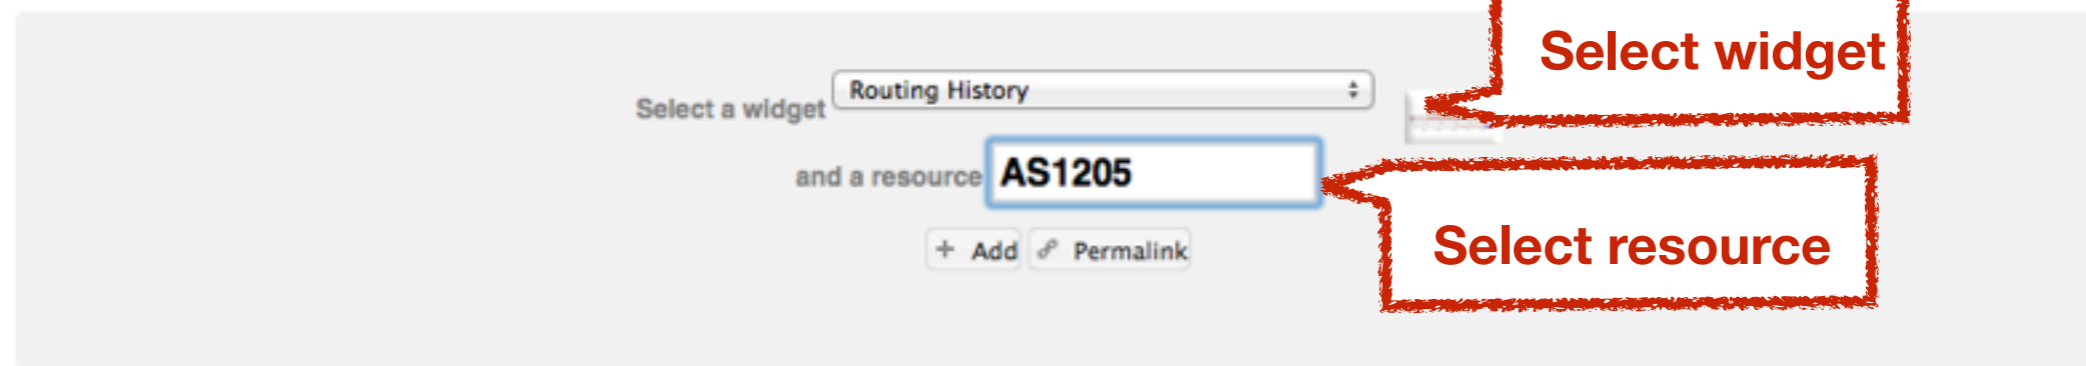 Select widget
Select a widget Routing History
and a resource AS1205
Select resource
+ Add Permalink